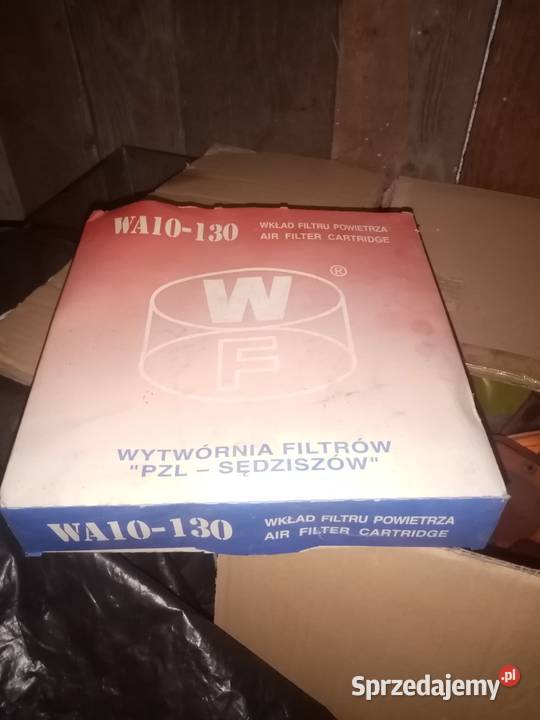 WA10-130 WKŁAD FILTRU POWIETRZA
AIR FILTER CARTRIDGE
W ®
F
WYTWÓRNIA FILTRÓW
"PZL – SĘDZISZÓW"
WA10-130 WKŁAD FILTRU POWIETRZA
AIR FILTER CARTRIDGE
Sprzedajemy.pl